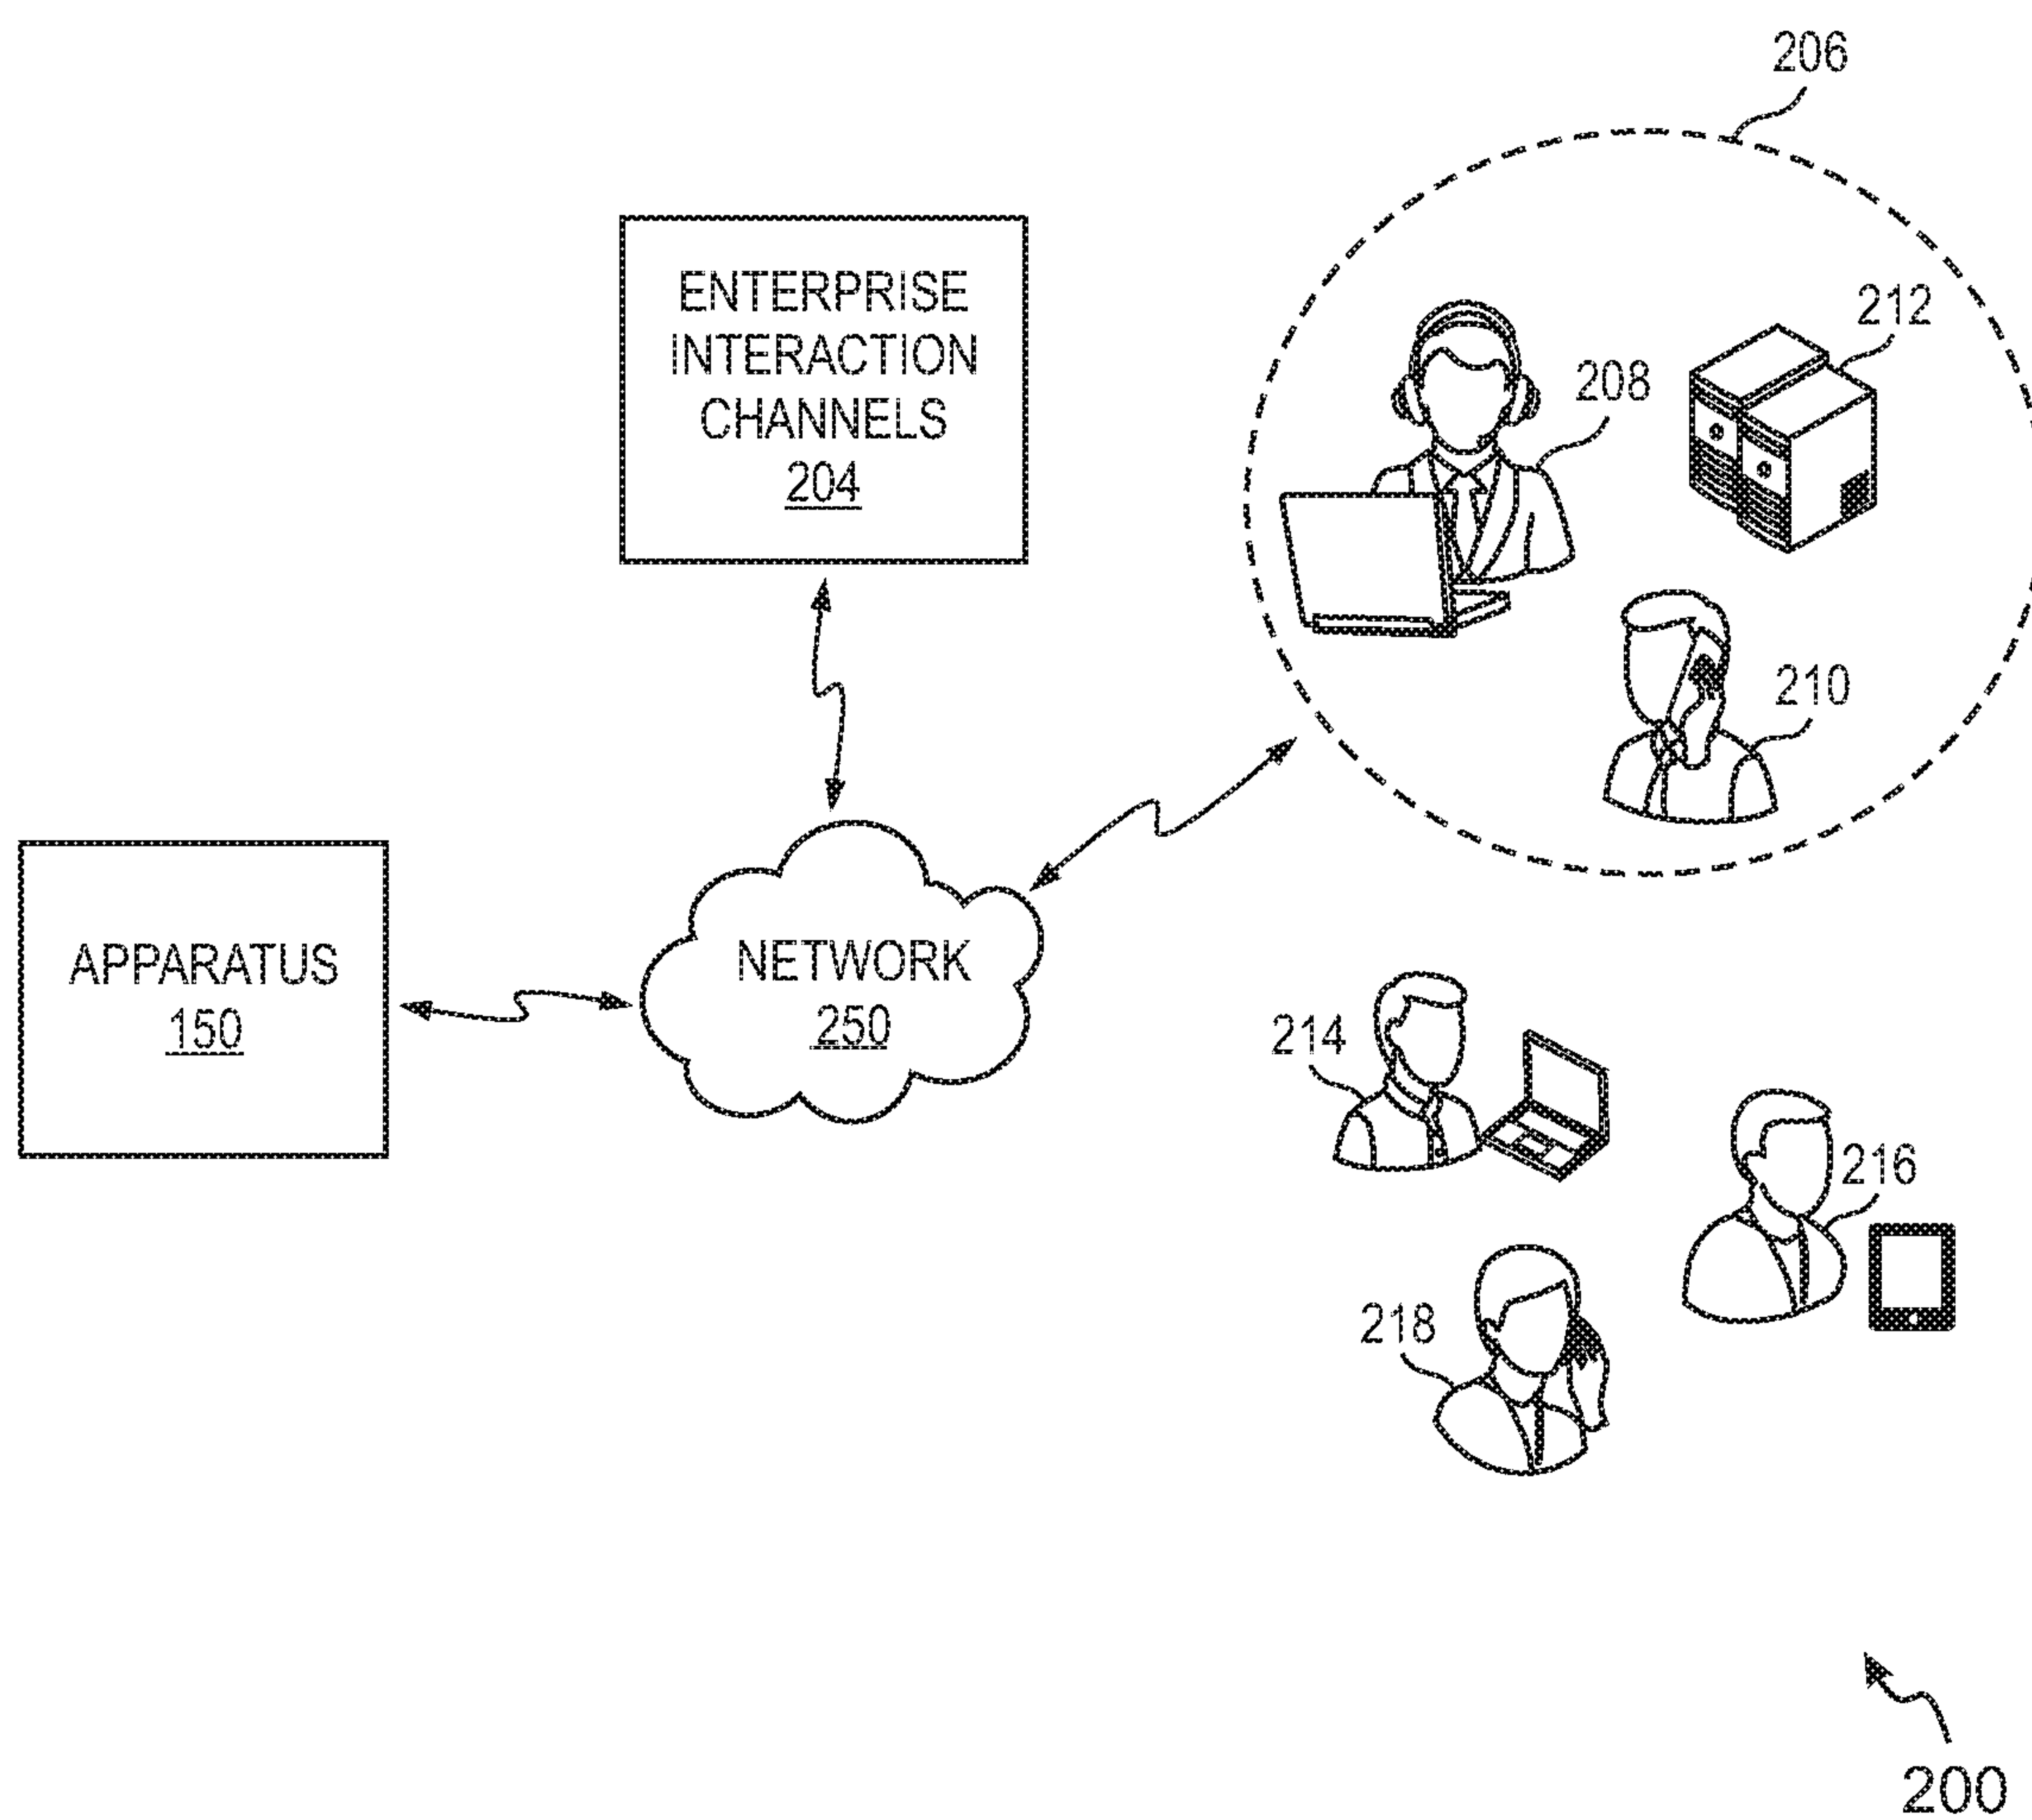 206
ENTERPRISE
INTERACTION
CHANNELS
204
212
208
210
APPARATUS
150
NETWORK
250
214
216
218
200